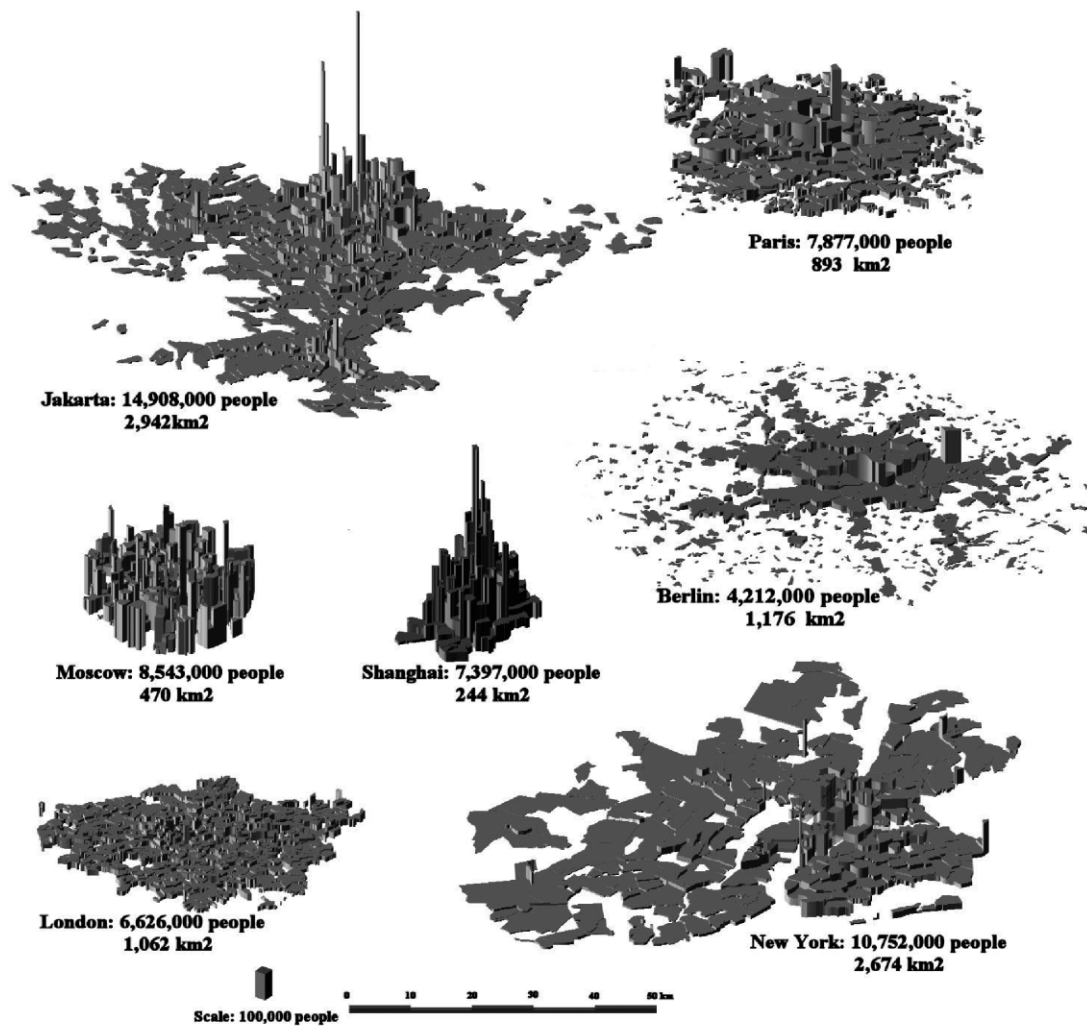 Paris: 7,877,000 people
893 km2
Jakarta: 14,908,000 people
2,942km2
Berlin: 4,212,000 people
1,176 km2
Moscow: 8,543,000 people
470 km2
Shanghai: 7,397,000 people
244 km2
London: 6,626,000 people
1,062 km2
New York: 10,752,000 people
2,674 km2
0 10 20 30 40 50 km
Scale: 100,000 people